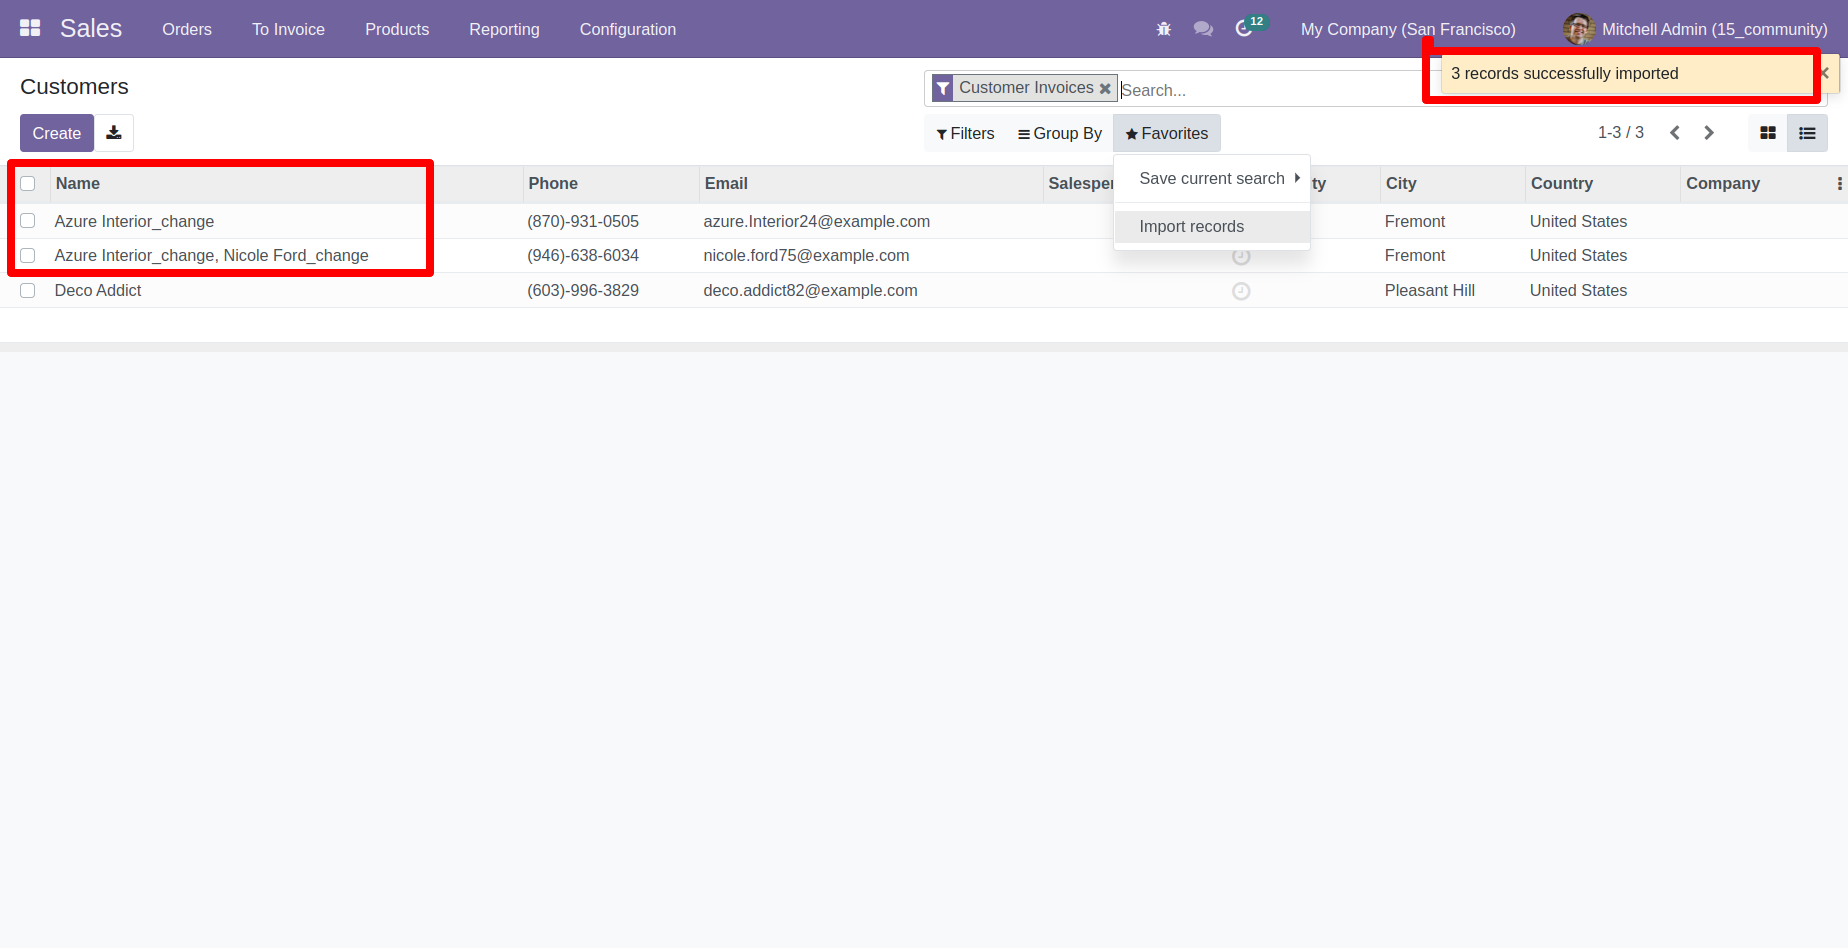 Sales Orders To Invoice Products Reporting Configuration 12 My Company (San Francisco) Mitchell Admin (15_community)
3 records successfully imported
Customers
Customer Invoices Search...
Create Filters Group By Favorites 1-3 / 3
Save current search
Import records
Name Phone Email Salesper ty City Country Company
Azure Interior_change (870)-931-0505 azure.Interior24@example.com Fremont United States
Azure Interior_change, Nicole Ford_change (946)-638-6034 nicole.ford75@example.com Fremont United States
Deco Addict (603)-996-3829 deco.addict82@example.com Pleasant Hill United States